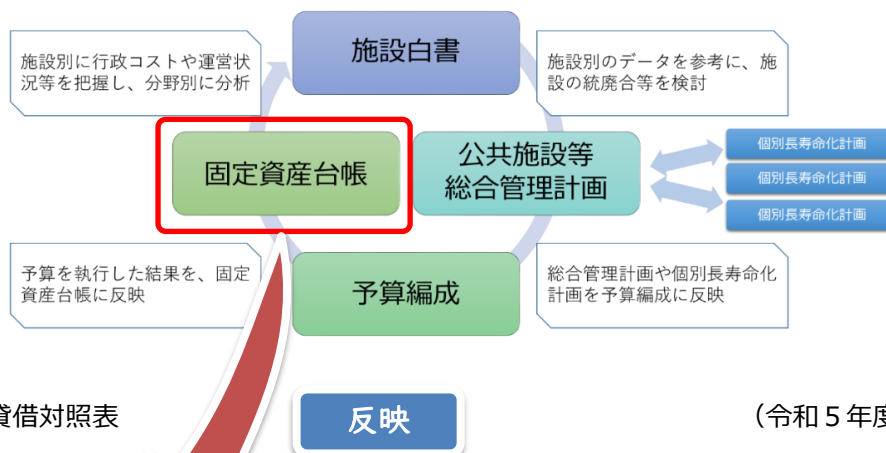 施設白書
施設別に行政コストや運営状
況等を把握し、分野別に分析
施設別のデータを参考に、施
設の統廃合等を検討
固定資産台帳
公共施設等
総合管理計画
個別長寿命化計画
個別長寿命化計画
個別長寿命化計画
予算を執行した結果を、固定
資産台帳に反映
予算編成
総合管理計画や個別長寿命化
計画を予算編成に反映
貸借対照表
反映
（令和５年度